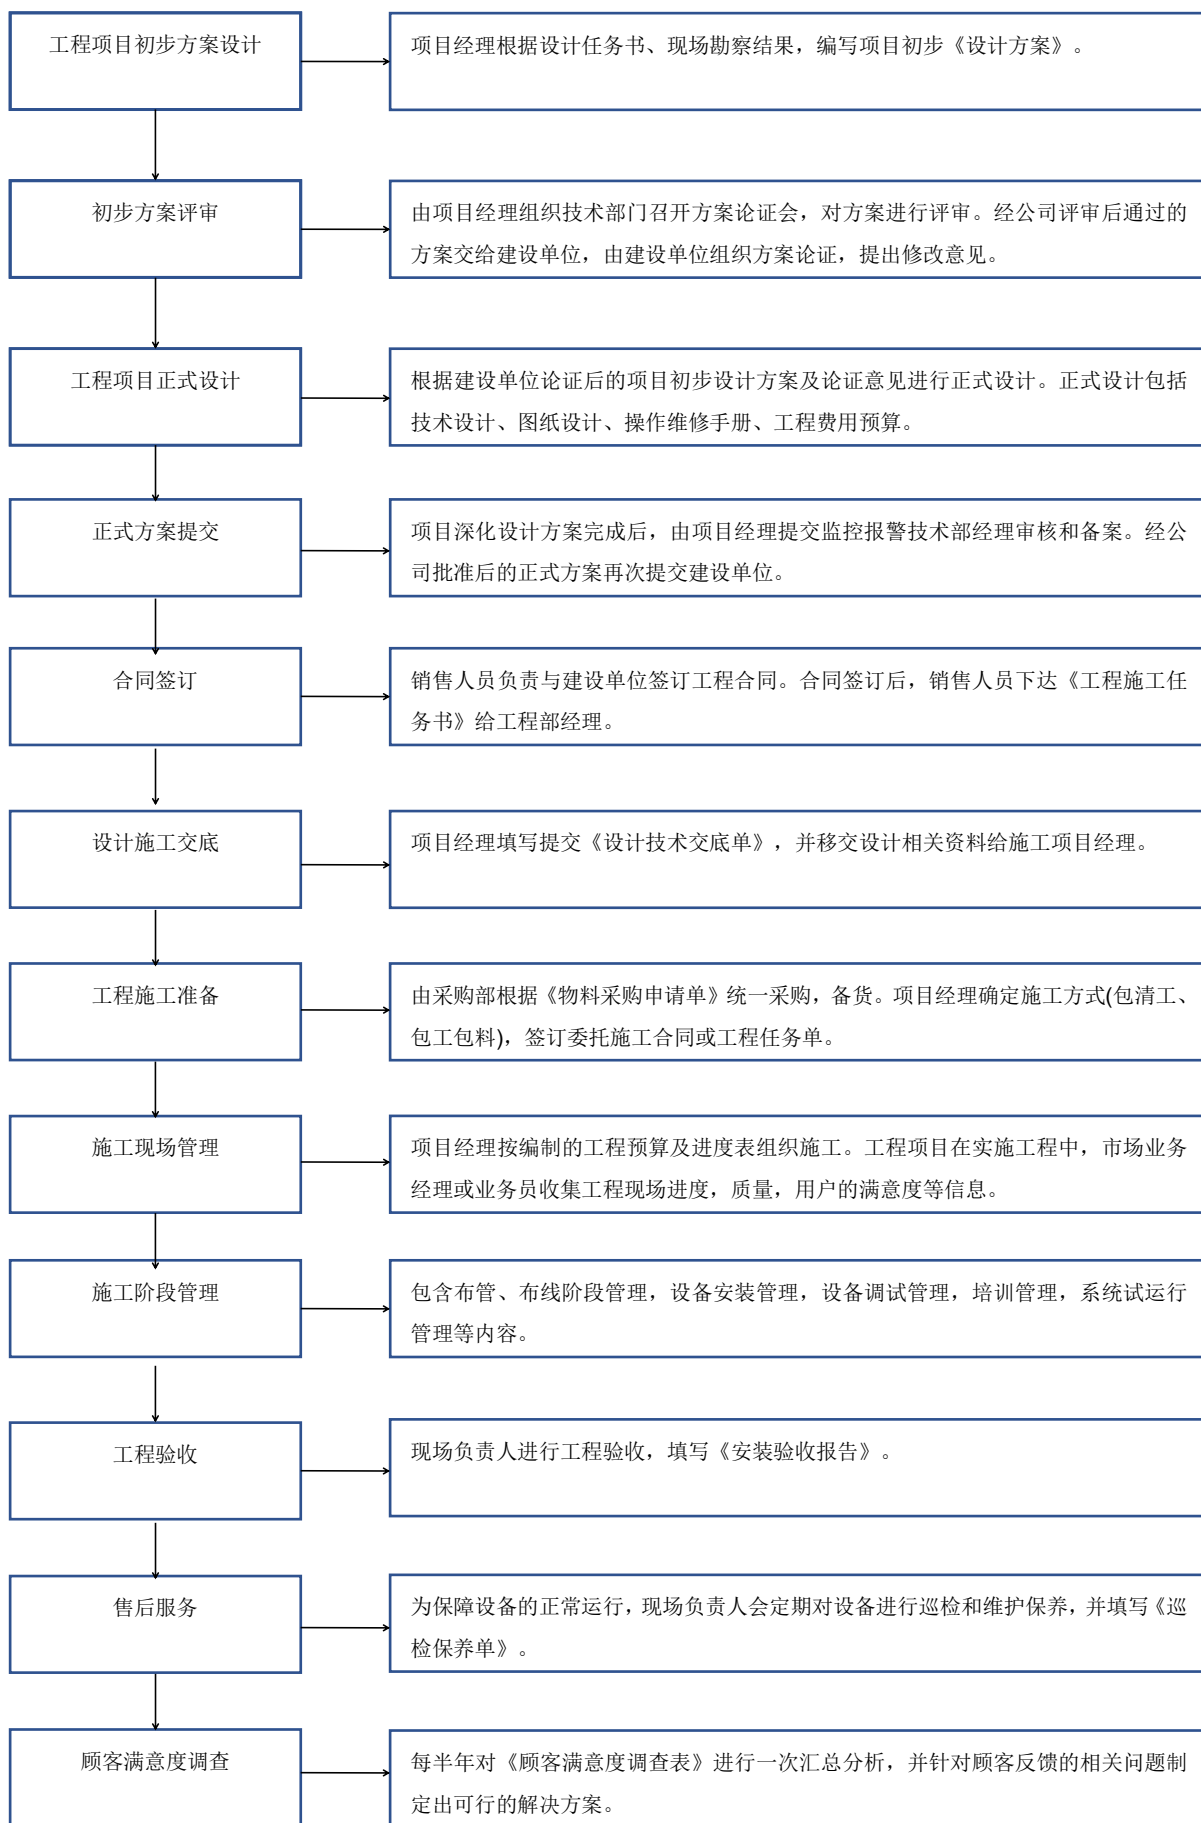 工程项目初步方案设计
项目经理根据设计任务书、现场勘察结果，编写项目初步《设计方案》。
初步方案评审
由项目经理组织技术部门召开方案论证会，对方案进行评审。经公司评审后通过的
方案交给建设单位，由建设单位组织方案论证，提出修改意见。
工程项目正式设计
根据建设单位论证后的项目初步设计方案及论证意见进行正式设计。正式设计包括
技术设计、图纸设计、操作维修手册、工程费用预算。
正式方案提交
项目深化设计方案完成后，由项目经理提交监控报警技术部经理审核和备案。经公
司批准后的正式方案再次提交建设单位。
合同签订
销售人员负责与建设单位签订工程合同。合同签订后，销售人员下达《工程施工任
务书》给工程部经理。
设计施工交底
项目经理填写提交《设计技术交底单》，并移交设计相关资料给施工项目经理。
工程施工准备
由采购部根据《物料采购申请单》统一采购，备货。项目经理确定施工方式(包清工、
包工包料)，签订委托施工合同或工程任务单。
施工现场管理
项目经理按编制的工程预算及进度表组织施工。工程项目在实施工程中，市场业务
经理或业务员收集工程现场进度，质量，用户的满意度等信息。
施工阶段管理
包含布管、布线阶段管理，设备安装管理，设备调试管理，培训管理，系统试运行
管理等内容。
工程验收
现场负责人进行工程验收，填写《安装验收报告》。
售后服务
为保障设备的正常运行，现场负责人会定期对设备进行巡检和维护保养，并填写《巡
检保养单》。
顾客满意度调查
每半年对《顾客满意度调查表》进行一次汇总分析，并针对顾客反馈的相关问题制
定出可行的解决方案。